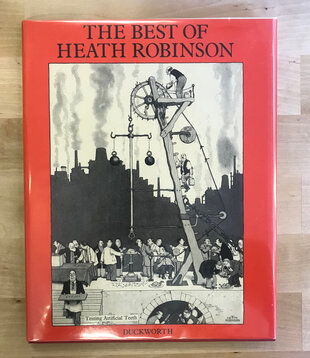 THE BEST OF
HEATH ROBINSON
Testing Artificial Teeth
DUCKWORTH